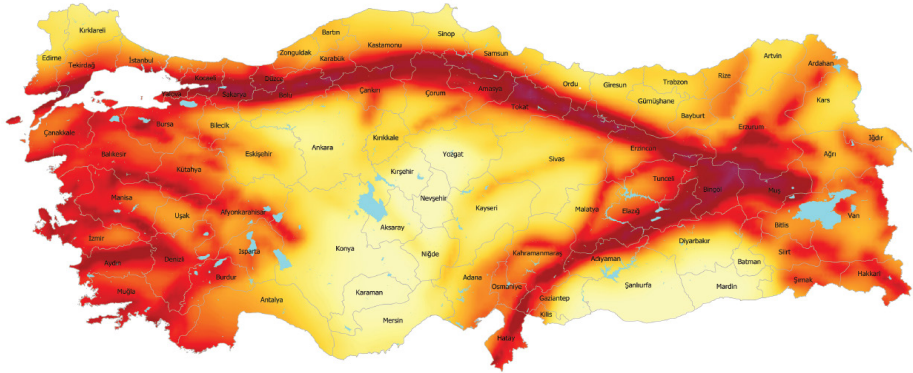 Kırklareli
Edirne
Tekirdağ
İstanbul
Kocaeli
Yalova
Sakarya
Düzce
Bolu
Zonguldak
Bartın
Karabük
Kastamonu
Sinop
Samsun
Çankırı
Çorum
Amasya
Tokat
Ordu
Giresun
Trabzon
Rize
Artvin
Ardahan
Kars
Gümüşhane
Bayburt
Erzurum
Iğdır
Ağrı
Çanakkale
Balıkesir
Bursa
Bilecik
Kütahya
Eskişehir
Ankara
Kırıkkale
Kırşehir
Yozgat
Sivas
Erzincan
Tunceli
Bingöl
Muş
Manisa
Uşak
Afyonkarahisar
İzmir
Aydın
Denizli
Isparta
Burdur
Muğla
Antalya
Konya
Aksaray
Nevşehir
Niğde
Kayseri
Malatya
Elazığ
Diyarbakır
Bitlis
Van
Siirt
Batman
Şırnak
Hakkari
Karaman
Mersin
Adana
Osmaniye
Kahramanmaraş
Adıyaman
Gaziantep
Kilis
Hatay
Şanlıurfa
Mardin